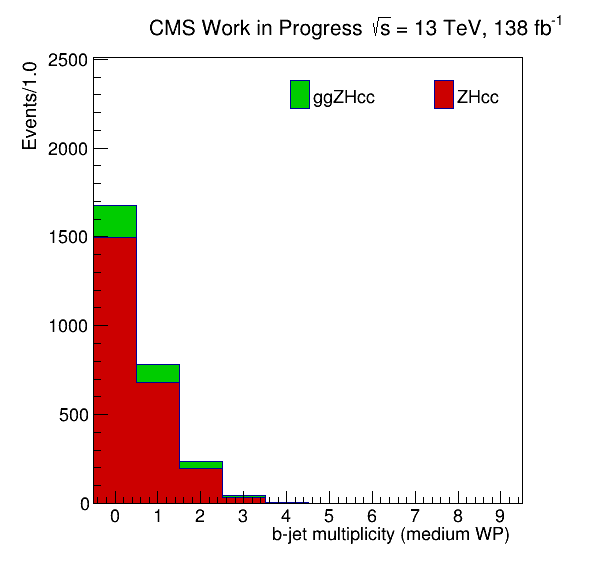 CMS Work in Progress √s = 13 TeV, 138 fb⁻¹
Events/1.0
2500
2000
1500
1000
500
0
ggZHcc ZHcc
0 1 2 3 4 5 6 7 8 9
b-jet multiplicity (medium WP)